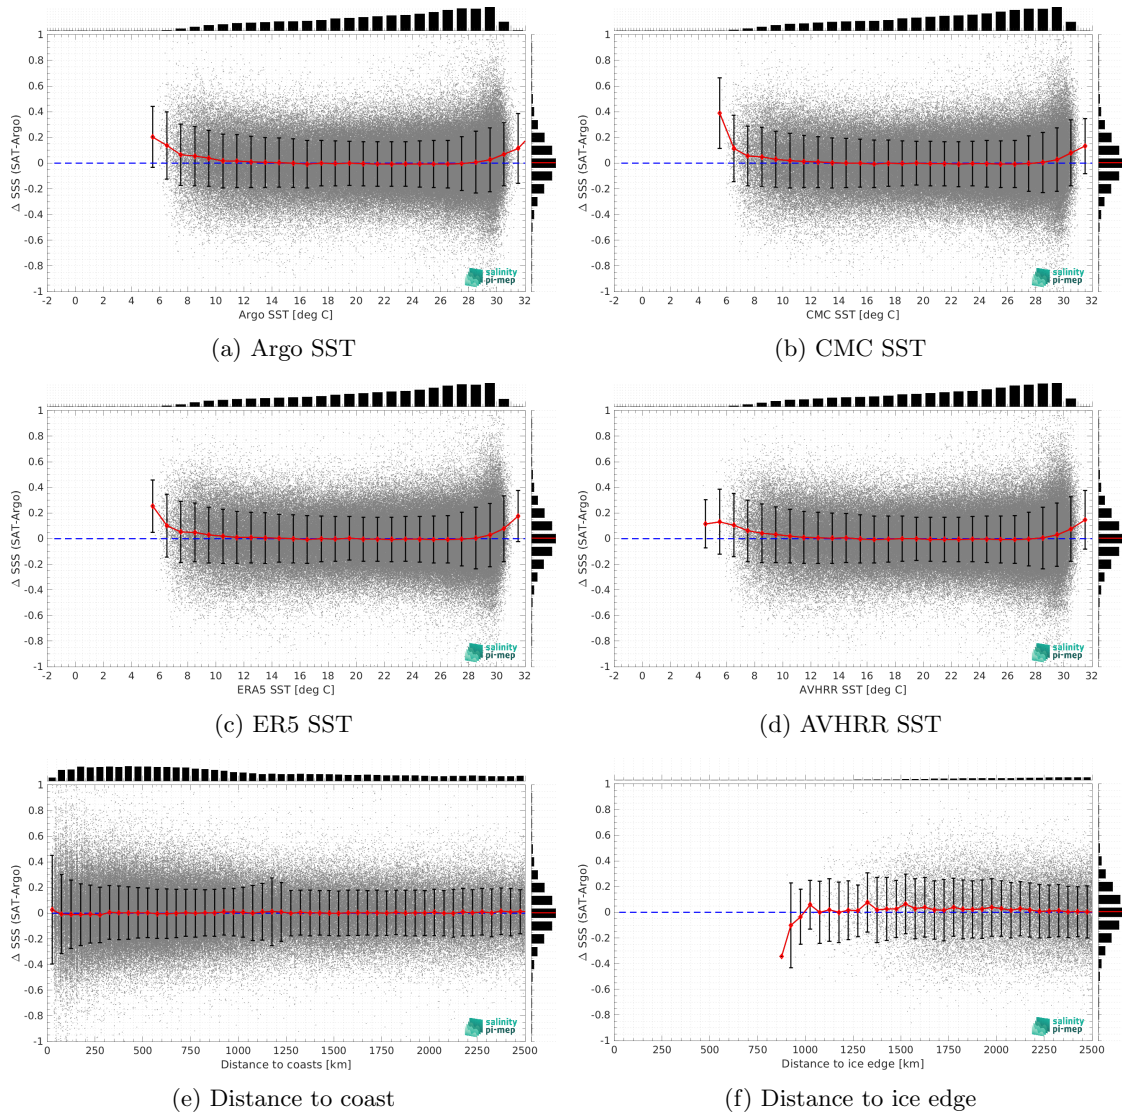 1
0.8
0.6
0.4
0.2
0
-0.2
-0.4
-0.6
-0.8
-1
Δ SSS (SAT-Argo)
salinity
pi-mep
-2 0 2 4 6 8 10 12 14 16 18 20 22 24 26 28 30 32
Argo SST [deg C]
(a) Argo SST
1
0.8
0.6
0.4
0.2
0
-0.2
-0.4
-0.6
-0.8
-1
Δ SSS (SAT-Argo)
salinity
pi-mep
-2 0 2 4 6 8 10 12 14 16 18 20 22 24 26 28 30 32
CMC SST [deg C]
(b) CMC SST
1
0.8
0.6
0.4
0.2
0
-0.2
-0.4
-0.6
-0.8
-1
Δ SSS (SAT-Argo)
salinity
pi-mep
-2 0 2 4 6 8 10 12 14 16 18 20 22 24 26 28 30 32
ERA5 SST [deg C]
(c) ER5 SST
1
0.8
0.6
0.4
0.2
0
-0.2
-0.4
-0.6
-0.8
-1
Δ SSS (SAT-Argo)
salinity
pi-mep
-2 0 2 4 6 8 10 12 14 16 18 20 22 24 26 28 30 32
AVHRR SST [deg C]
(d) AVHRR SST
1
0.8
0.6
0.4
0.2
0
-0.2
-0.4
-0.6
-0.8
-1
Δ SSS (SAT-Argo)
salinity
pi-mep
0 250 500 750 1000 1250 1500 1750 2000 2250 2500
Distance to coasts [km]
(e) Distance to coast
1
0.8
0.6
0.4
0.2
0
-0.2
-0.4
-0.6
-0.8
-1
Δ SSS (SAT-Argo)
salinity
pi-mep
0 250 500 750 1000 1250 1500 1750 2000 2250 2500
Distance to ice edge [km]
(f) Distance to ice edge